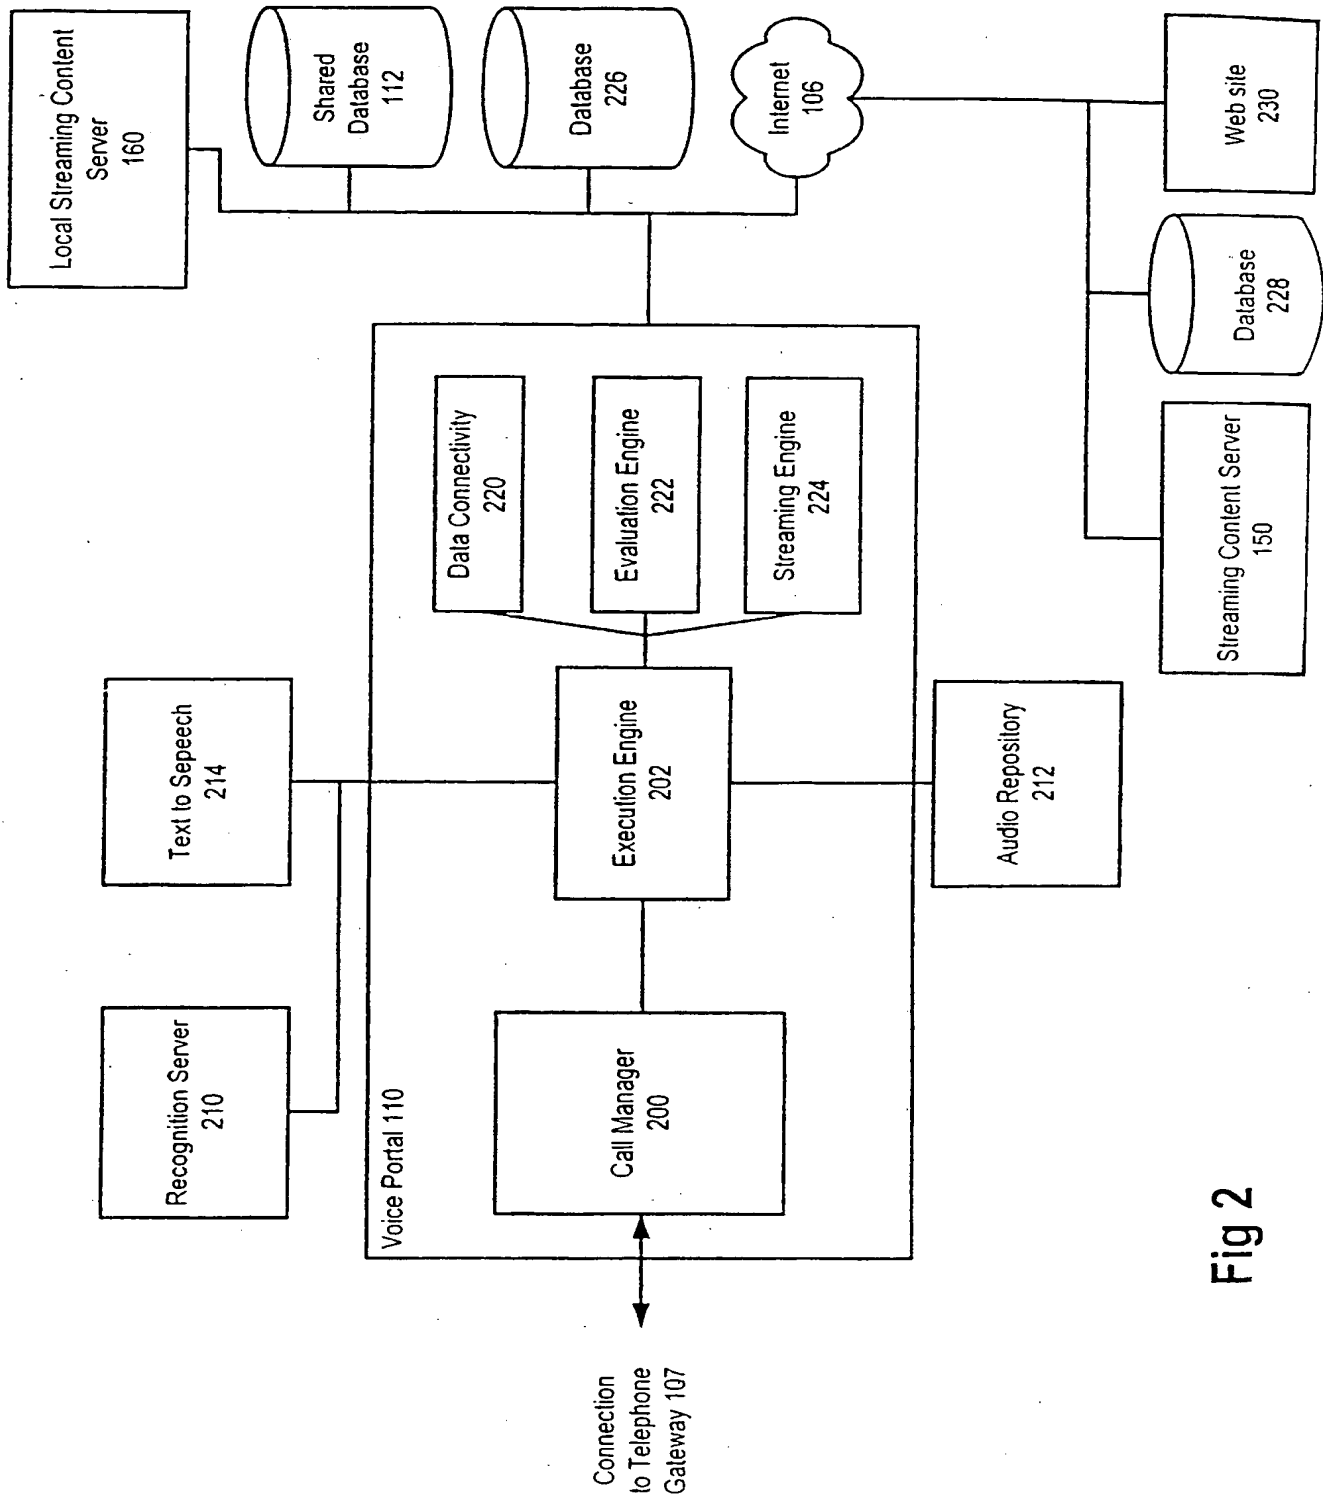 Local Streaming Content
Server
160
Shared
Database
112
Database
226
Internet
106
Web site
230
Database
228
Streaming Content Server
150
Data Connectivity
220
Evaluation Engine
222
Streaming Engine
224
Text to Sepeech
214
Execution Engine
202
Audio Repository
212
Recognition Server
210
Voice Portal 110
Call Manager
200
Connection
to Telephone
Gateway 107
Fig 2